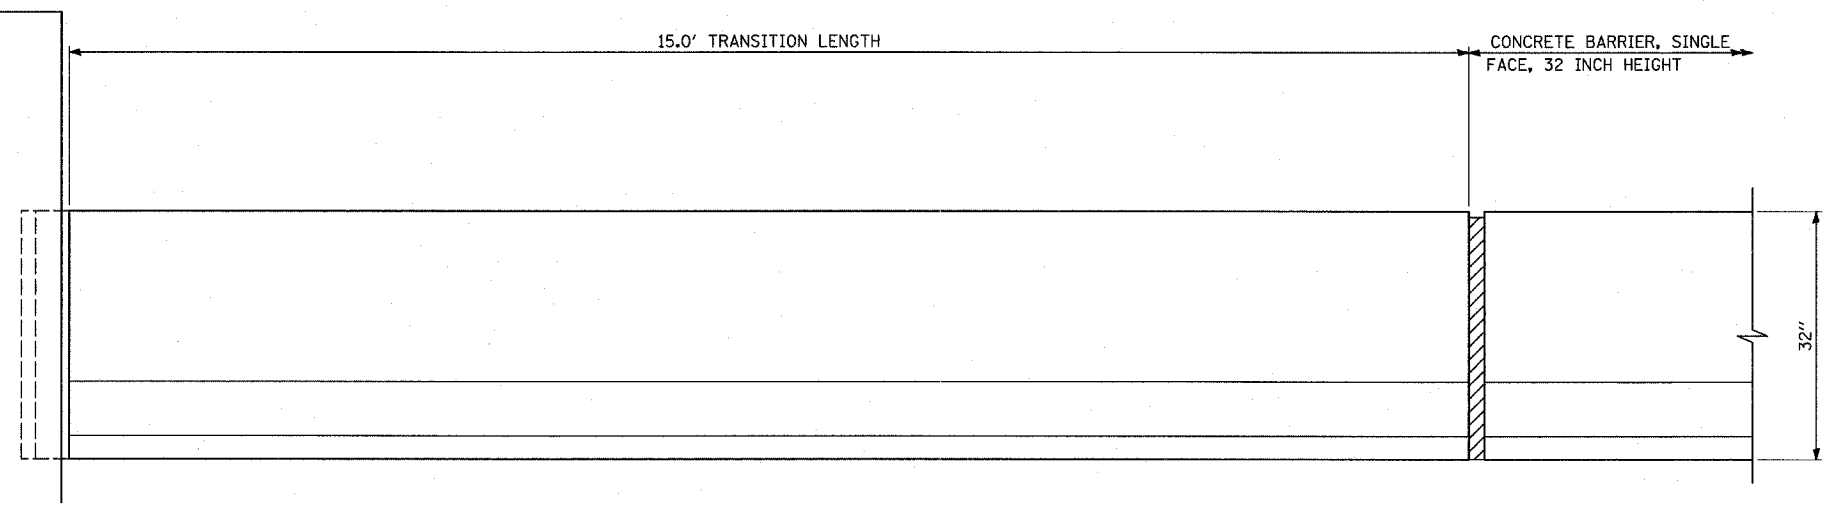 15.0' TRANSITION LENGTH
CONCRETE BARRIER, SINGLE
FACE, 32 INCH HEIGHT
32"